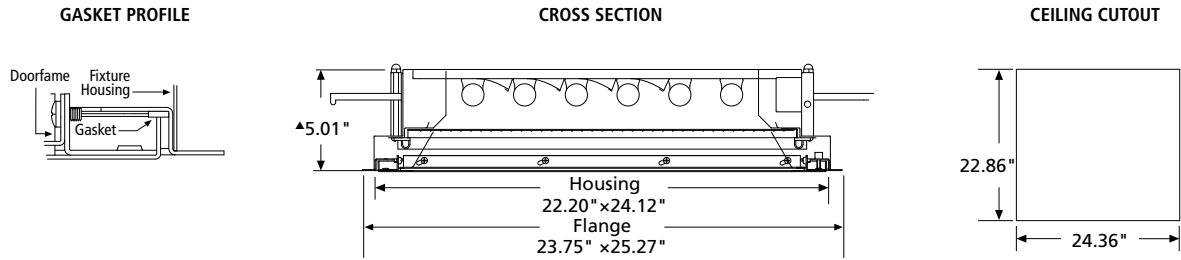 GASKET PROFILE
Doorfame
Fixture
Housing
Gasket
CROSS SECTION
▲5.01"
Housing
22.20"×24.12"
Flange
23.75" ×25.27"
CEILING CUTOUT
22.86"
24.36"